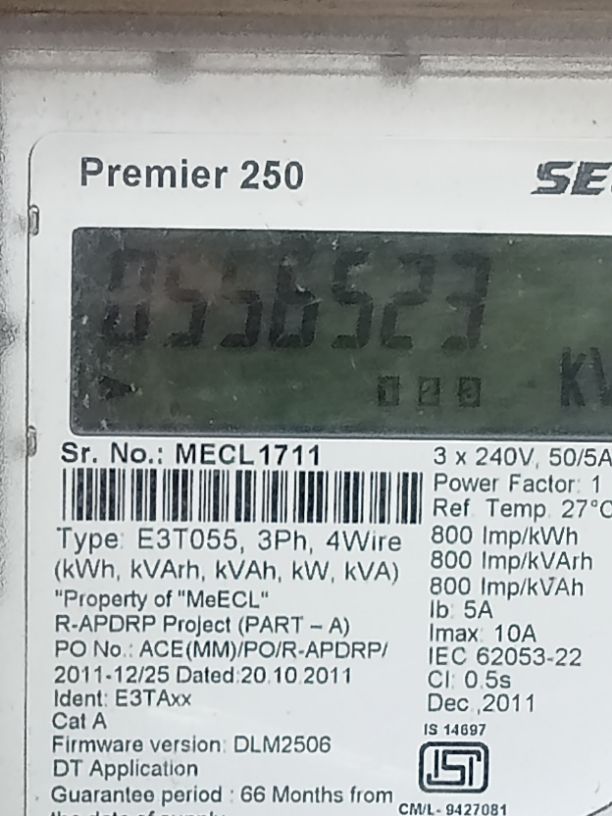 Premier 250
0556523
1 2 3
Sr. No.: MECL1711
Type: E3T055, 3Ph, 4Wire
(kWh, kVArh, kVAh, kW, kVA)
"Property of "MeECL"
R-APDRP Project (PART – A)
PO No.: ACE(MM)/PO/R-APDRP/
2011-12/25 Dated:20.10.2011
Ident: E3TAxx
Cat A
Firmware version: DLM2506
DT Application
Guarantee period : 66 Months from
3 x 240V, 50/5A
Power Factor: 1
Ref. Temp. 27°C
800 Imp/kWh
800 Imp/kVArh
800 Imp/kVAh
Ib: 5A
Imax: 10A
IEC 62053-22
Cl: 0.5s
Dec.,2011
IS 14697
CM/L- 9427081